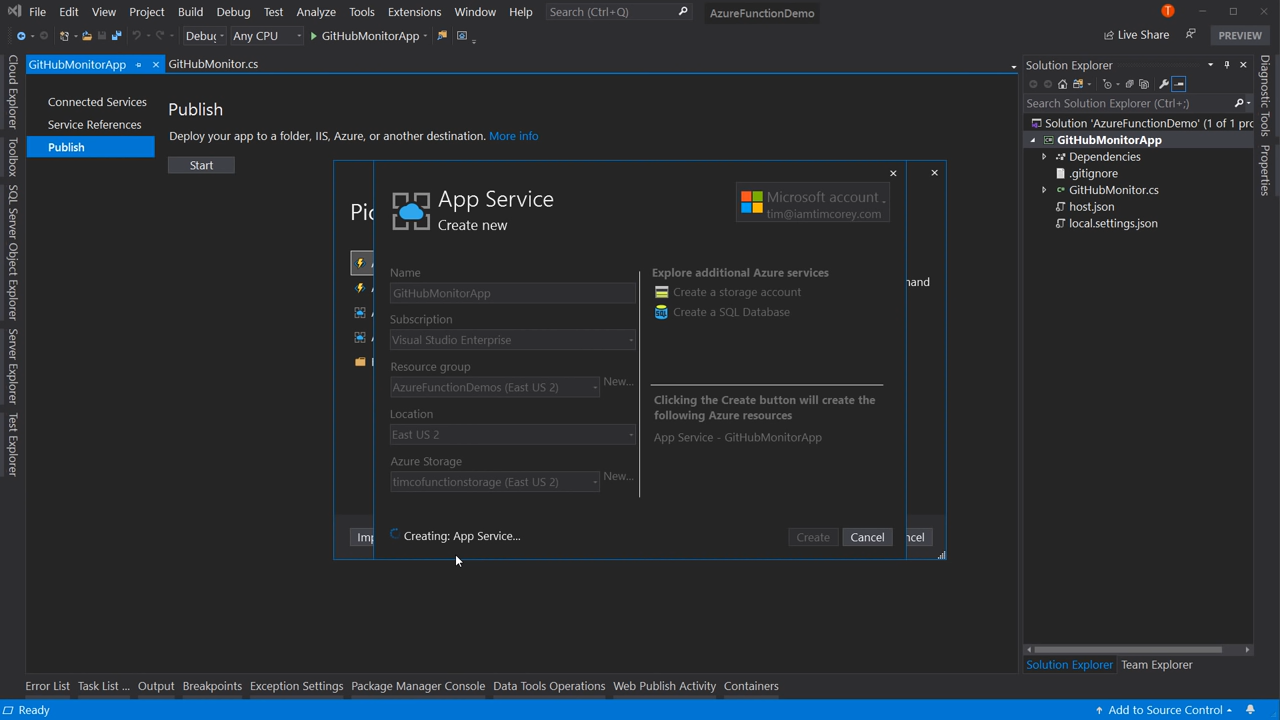 File Edit View Project Build Debug Test Analyze Tools Extensions Window Help Search (Ctrl+Q) AzureFunctionDemo
Debug Any CPU GitHubMonitorApp Live Share PREVIEW
GitHubMonitorApp GitHubMonitor.cs
Cloud Explorer
Toolbox
SQL Server Object Explorer
Server Explorer
Test Explorer
Connected Services
Service References
Publish
Publish
Deploy your app to a folder, IIS, Azure, or another destination. More info
Start
App Service
Create new
Microsoft account
tim@iamtimcorey.com
Name
GitHubMonitorApp
Subscription
Visual Studio Enterprise
Resource group
AzureFunctionDemos (East US 2) New...
Location
East US 2
Azure Storage
timcofunctionstorage (East US 2) New...
Explore additional Azure services
Create a storage account
Create a SQL Database
Clicking the Create button will create the
following Azure resources
App Service - GitHubMonitorApp
Creating: App Service...
Create Cancel
Solution Explorer
Search Solution Explorer (Ctrl+;)
Solution 'AzureFunctionDemo' (1 of 1 pro
GitHubMonitorApp
Dependencies
.gitignore
GitHubMonitor.cs
host.json
local.settings.json
Solution Explorer Team Explorer
Diagnostic Tools
Properties
Error List Task List ... Output Breakpoints Exception Settings Package Manager Console Data Tools Operations Web Publish Activity Containers
Ready Add to Source Control